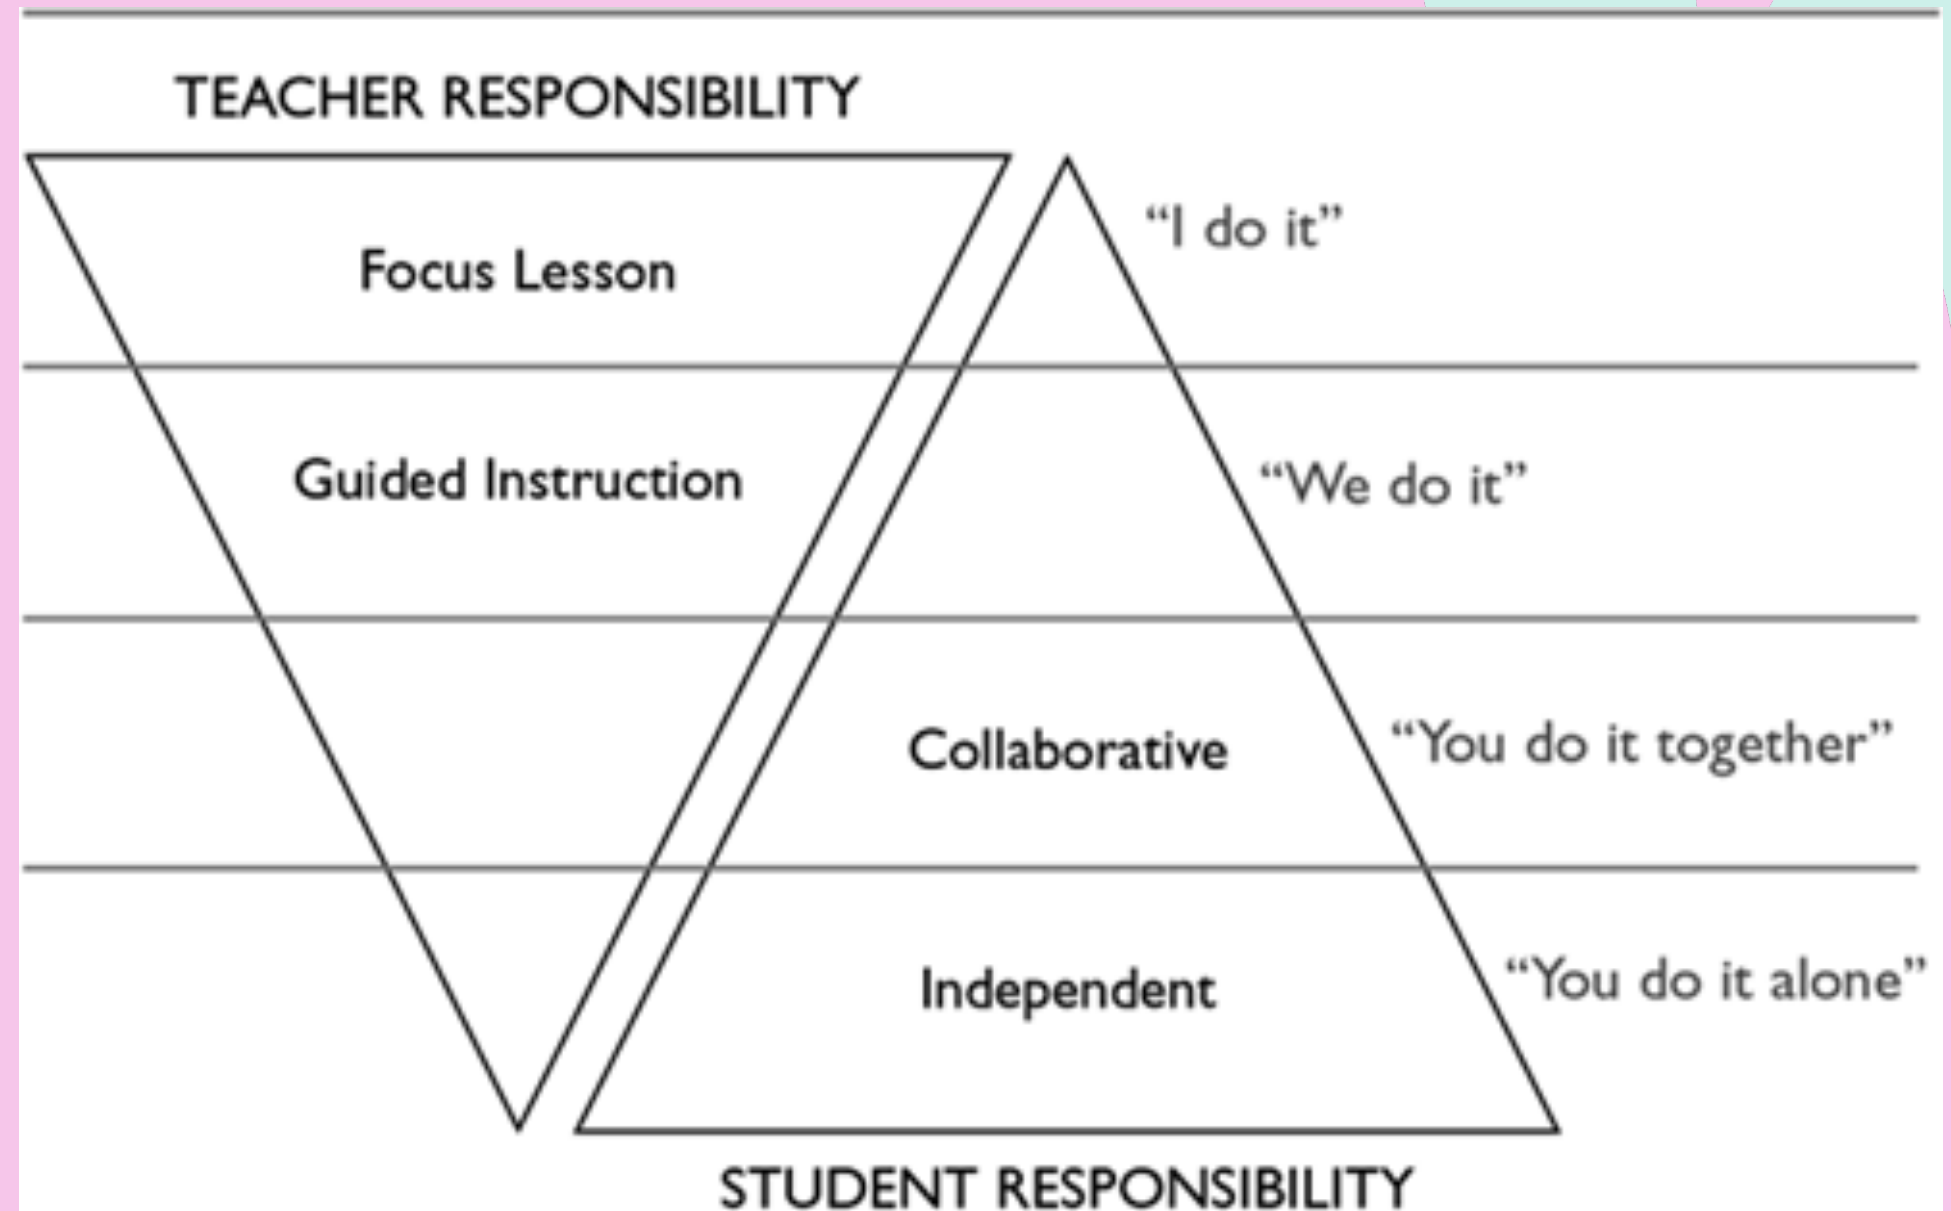 TEACHER RESPONSIBILITY
Focus Lesson
“I do it”
Guided Instruction
“We do it”
Collaborative
“You do it together”
Independent
“You do it alone”
STUDENT RESPONSIBILITY